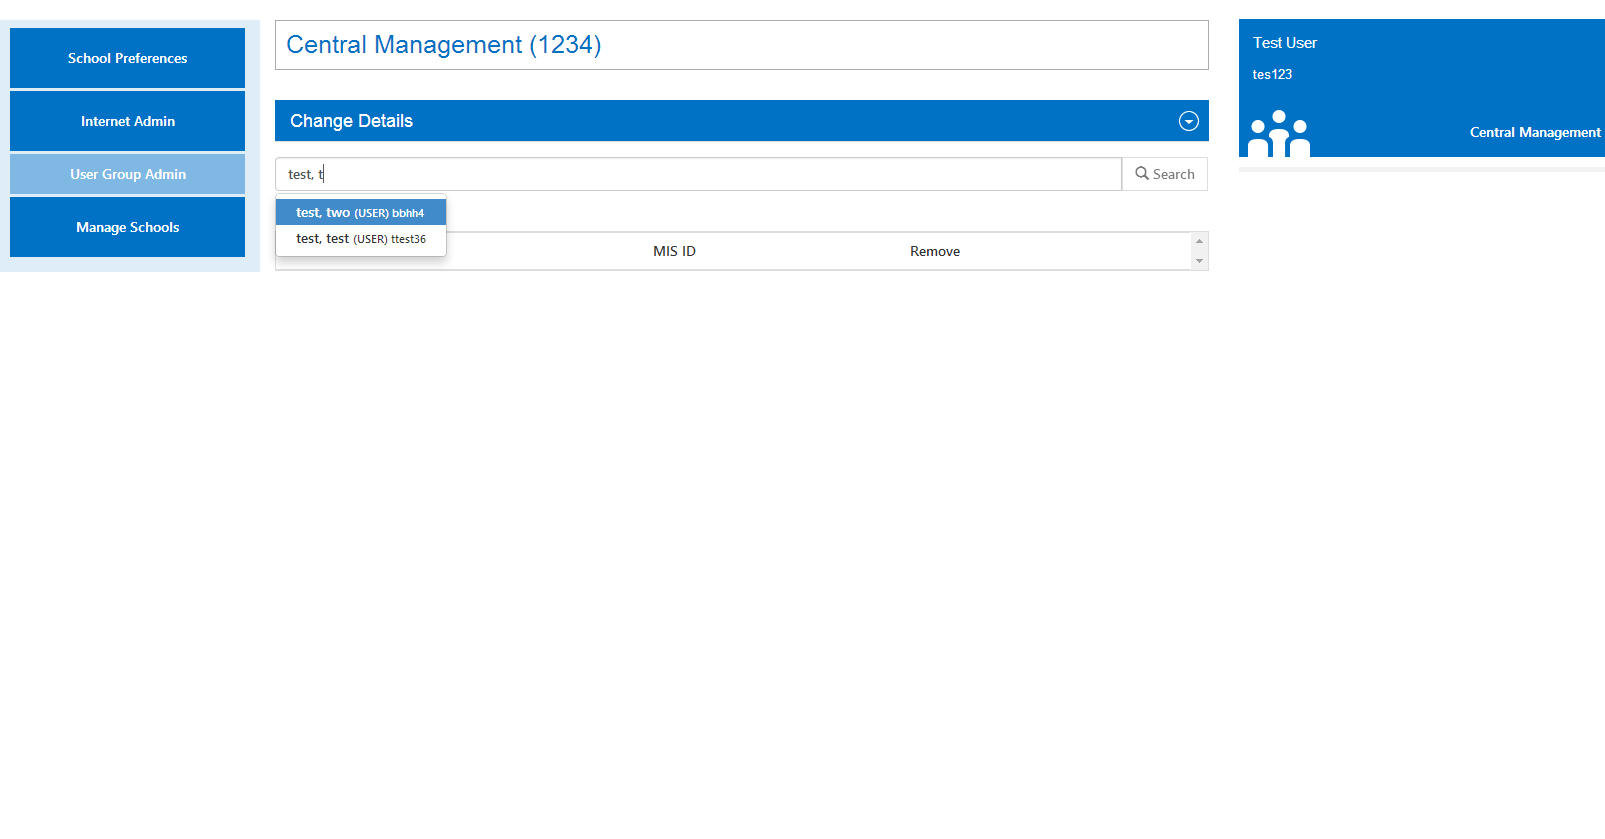 School Preferences
Internet Admin
User Group Admin
Manage Schools
Central Management (1234)
Change Details
test, t
Search
test, two (USER) bbhh4
test, test (USER) ttest36
MIS ID
Remove
Test User
tes123
Central Management